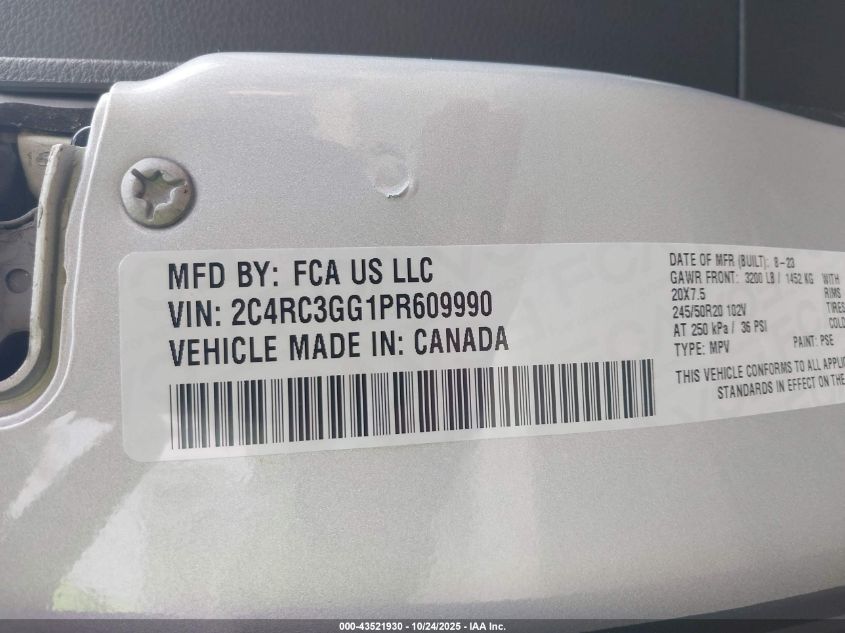 MFD BY: FCA US LLC
VIN: 2C4RC3GG1PR609990
VEHICLE MADE IN: CANADA
DATE OF MFR (BUILT): 8-23
GAWR FRONT: 3200 LB / 1452 KG WITH
20X7.5 RIMS
245/50R20 102V TIRES
AT 250 kPa / 36 PSI COLD
TYPE: MPV PAINT: PSE
THIS VEHICLE CONFORMS TO ALL APPLIC
STANDARDS IN EFFECT ON THE
000-43521930 - 10/24/2025 - IAA Inc.